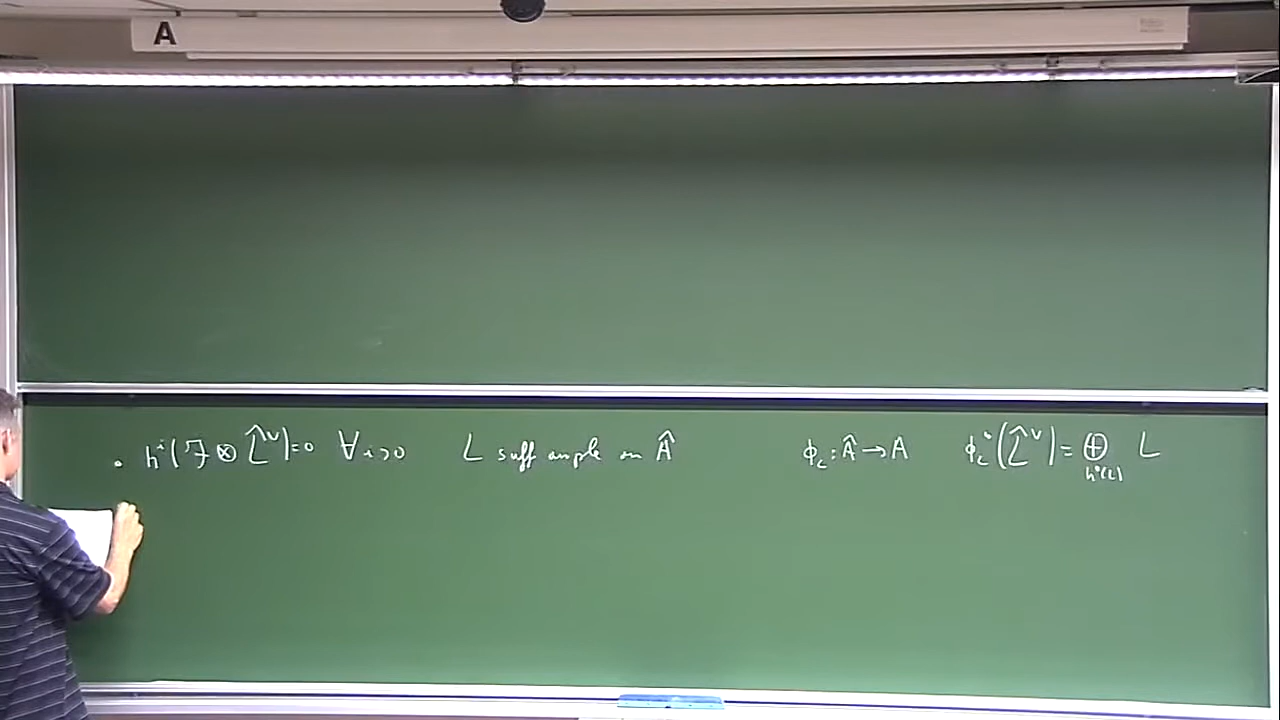 A
• hⁱ(ℱ ⊗ L̂^∨)=0 ∀ i>0 L suff ample on Â ϕ_L : Â → A ϕ_L^*(L̂^∨) = ⊕_{h⁰(L)} L